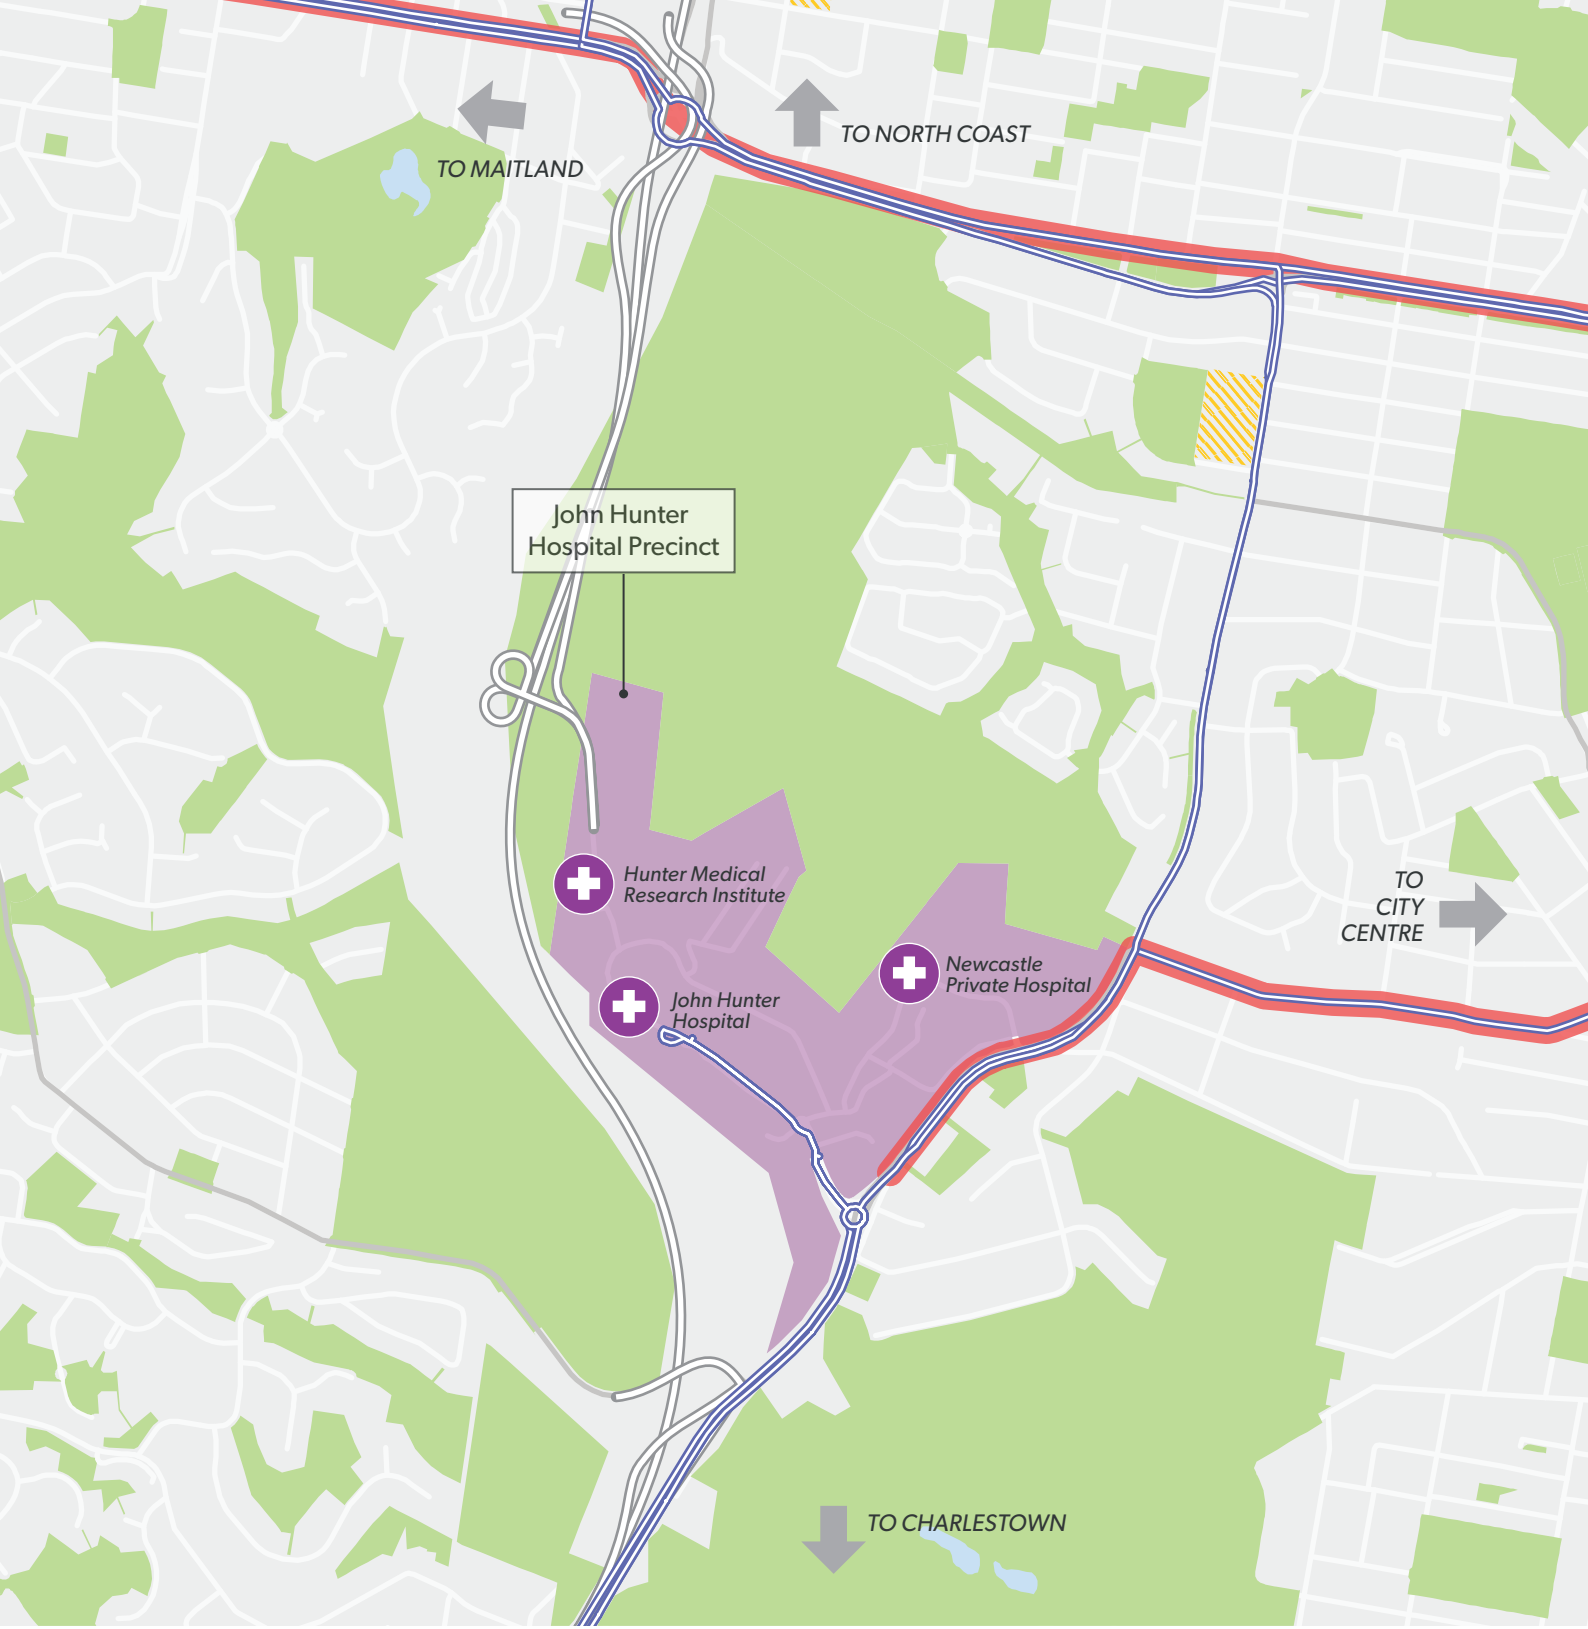 TO NORTH COAST
TO MAITLAND
John Hunter
Hospital Precinct
Hunter Medical
Research Institute
TO
CITY
CENTRE
Newcastle
Private Hospital
John Hunter
Hospital
TO CHARLESTOWN